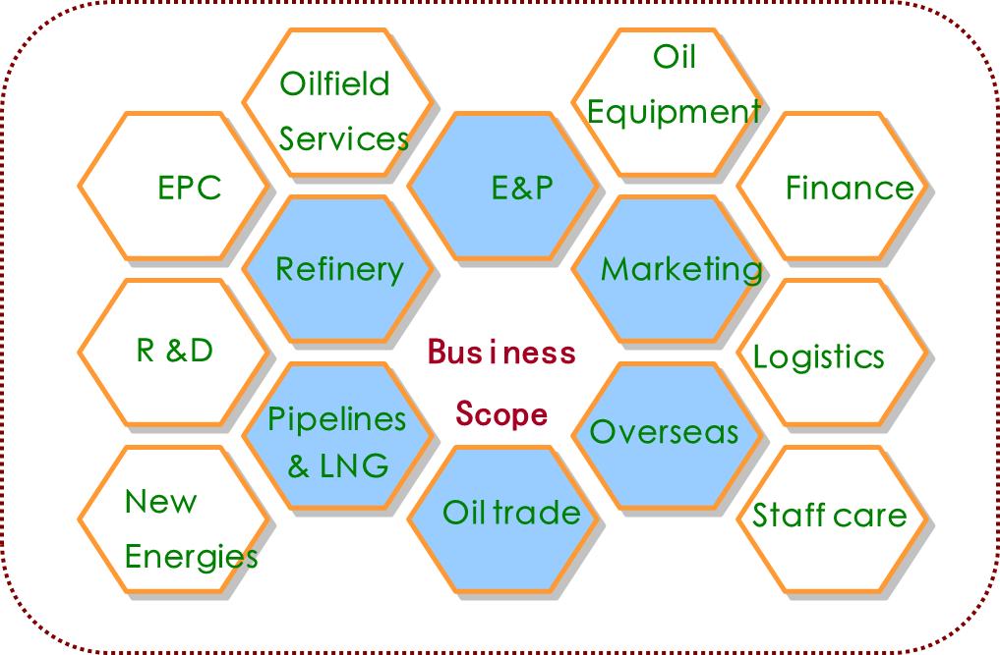 Oil
Oilfield
Equipment
Services
EPC
E&P
Finance
Refinery
Marketing
R &D
Business
Logistics
Scope
Pipelines
& LNG
Overseas
New
Energies
Oil trade
Staff care